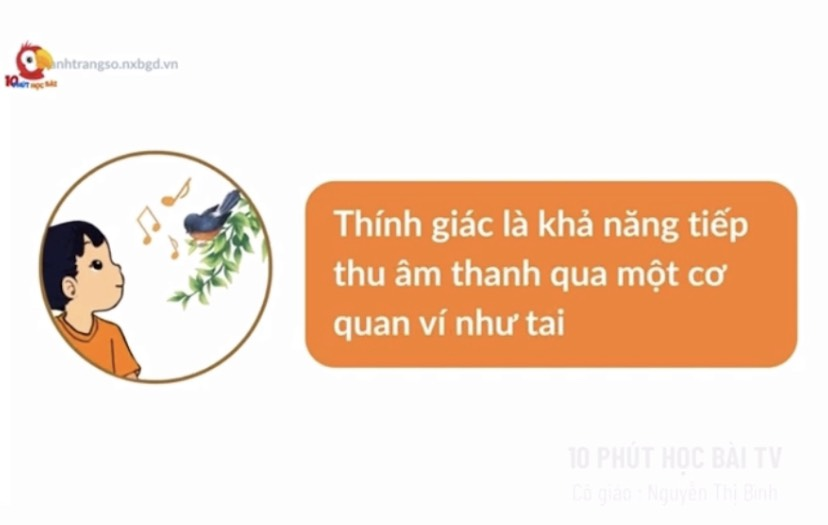 anhtrangso.nxbgd.vn
10 PHÚT HỌC BÀI
Thính giác là khả năng tiếp
thu âm thanh qua một cơ
quan ví như tai
10 PHÚT HỌC BÀI TV
Cô giáo - Nguyễn Thị Bình